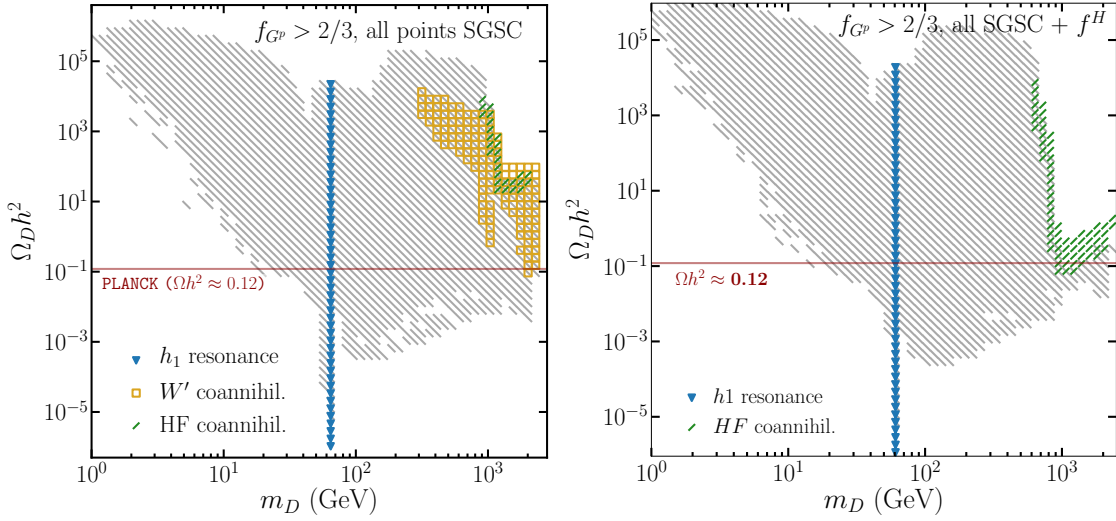 f_{G^p} > 2/3, all points SGSC
10^5
10^3
10^1
10^{-1}
10^{-3}
10^{-5}
Ω_D h^2
PLANCK (Ωh^2 ≈ 0.12)
h_1 resonance
W′ coannihil.
HF coannihil.
10^0
10^1
10^2
10^3
m_D (GeV)
f_{G^p} > 2/3, all SGSC + f^H
10^5
10^3
10^1
10^{-1}
10^{-3}
10^{-5}
Ω_D h^2
Ωh^2 ≈ 0.12
h1 resonance
HF coannihil.
10^0
10^1
10^2
10^3
m_D (GeV)